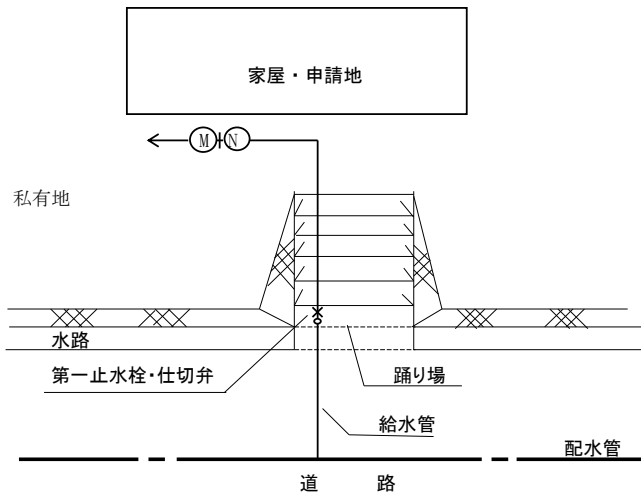 家屋・申請地
M N
私有地
水路
第一止水栓・仕切弁
踊り場
給水管
配水管
道 路